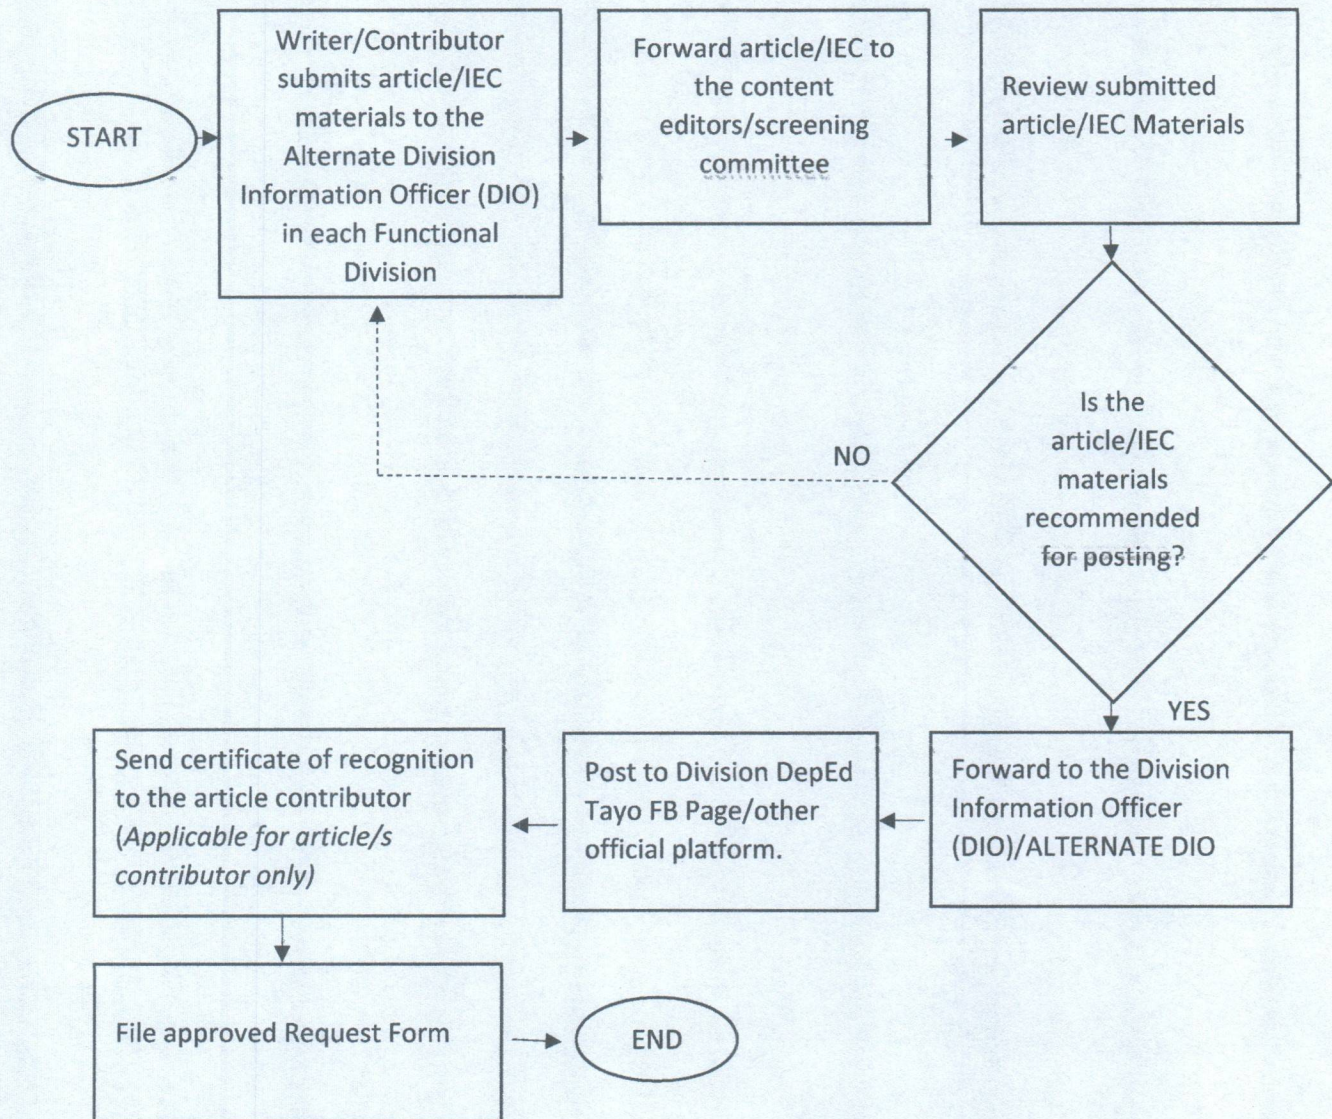 START
Writer/Contributor
submits article/IEC
materials to the
Alternate Division
Information Officer (DIO)
in each Functional
Division
Forward article/IEC to
the content
editors/screening
committee
Review submitted
article/IEC Materials
Is the
article/IEC
materials
recommended
for posting?
NO
YES
Forward to the Division
Information Officer
(DIO)/ALTERNATE DIO
Post to Division DepEd
Tayo FB Page/other
official platform.
Send certificate of recognition
to the article contributor
(Applicable for article/s
contributor only)
File approved Request Form
END